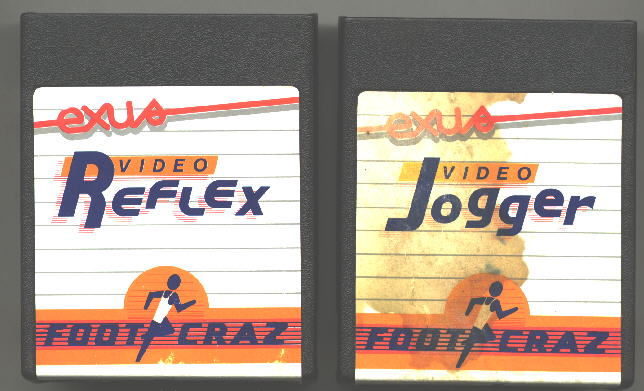 exus
VIDEO
REFLEX
FOOT CRAZ
exus
VIDEO
Jogger
FOOT CRAZ